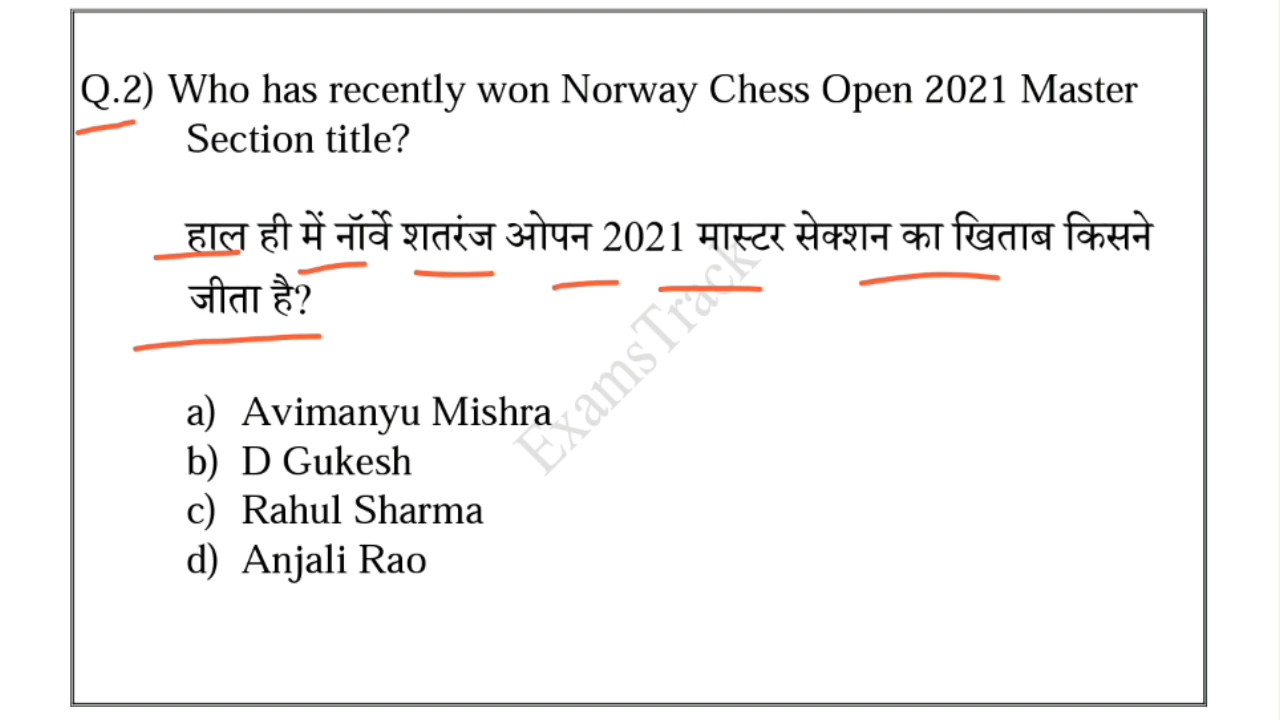 Q.2) Who has recently won Norway Chess Open 2021 Master
Section title?
हाल ही में नॉर्वे शतरंज ओपन 2021 मास्टर सेक्शन का खिताब किसने
जीता है?
a) Avimanyu Mishra
b) D Gukesh
c) Rahul Sharma
d) Anjali Rao
ExamsTrack